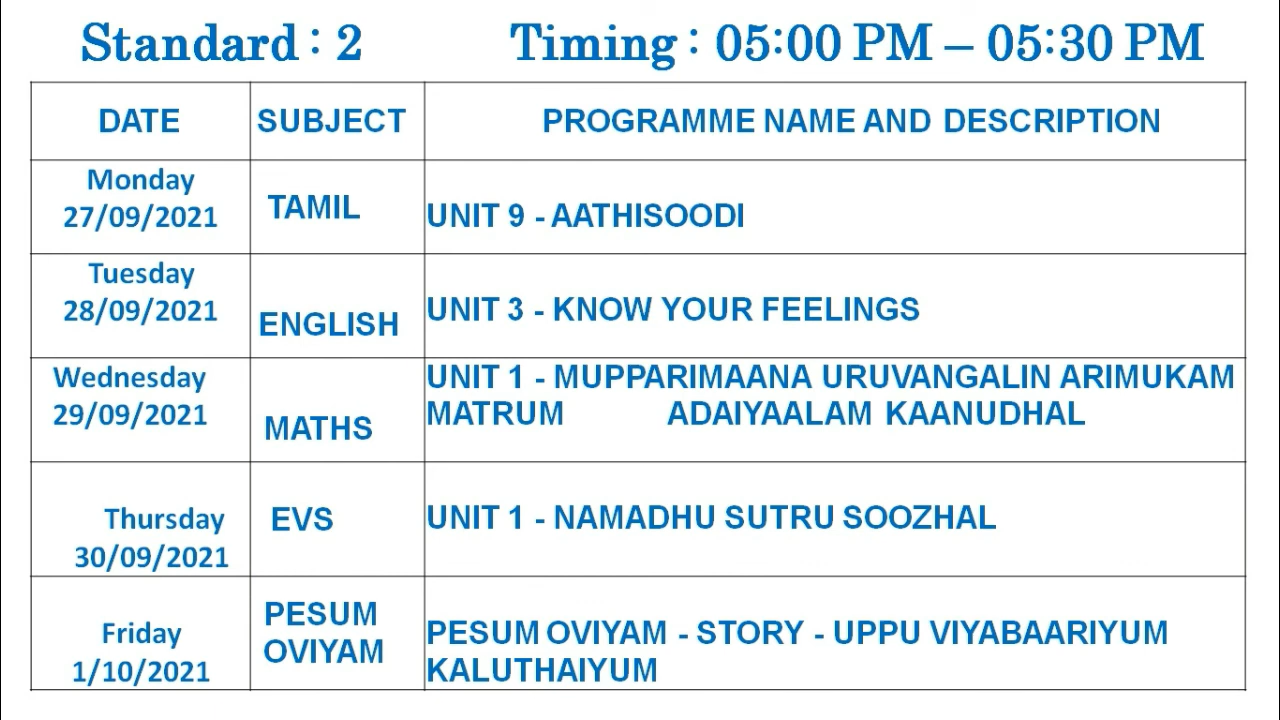 Standard : 2 Timing : 05:00 PM – 05:30 PM
DATE SUBJECT PROGRAMME NAME AND DESCRIPTION
Monday
27/09/2021
TAMIL
UNIT 9 - AATHISOODI
Tuesday
28/09/2021
ENGLISH
UNIT 3 - KNOW YOUR FEELINGS
Wednesday
29/09/2021
MATHS
UNIT 1 - MUPPARIMAANA URUVANGALIN ARIMUKAM
MATRUM ADAIYAALAM KAANUDHAL
Thursday
30/09/2021
EVS
UNIT 1 - NAMADHU SUTRU SOOZHAL
Friday
1/10/2021
PESUM
OVIYAM
PESUM OVIYAM - STORY - UPPU VIYABAARIYUM
KALUTHAIYUM